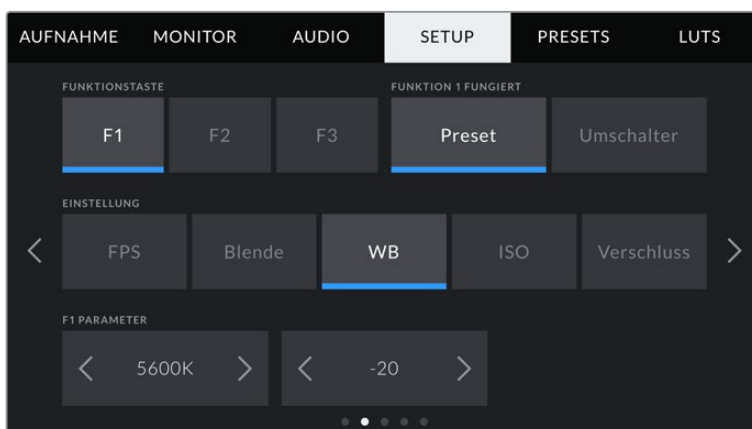 AUFNAHME MONITOR AUDIO SETUP PRESETS LUTS
FUNKTIONSTASTE FUNKTION 1 FUNGIERT
F1 F2 F3 Preset Umschalter
EINSTELLUNG
FPS Blende WB ISO Verschluss
F1 PARAMETER
5600K -20